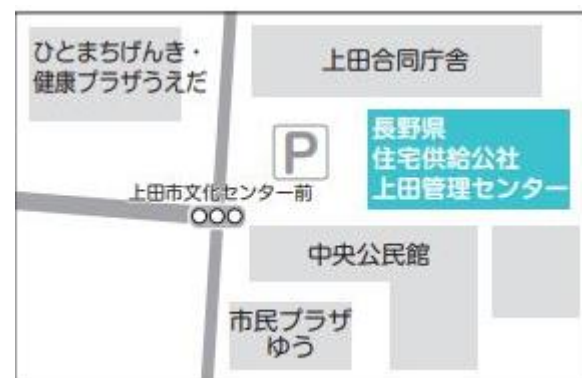 ひとまちげんき・
健康プラザうえだ
上田合同庁舎
P
長野県
住宅供給公社
上田管理センター
上田市文化センター前
中央公民館
市民プラザ
ゆう